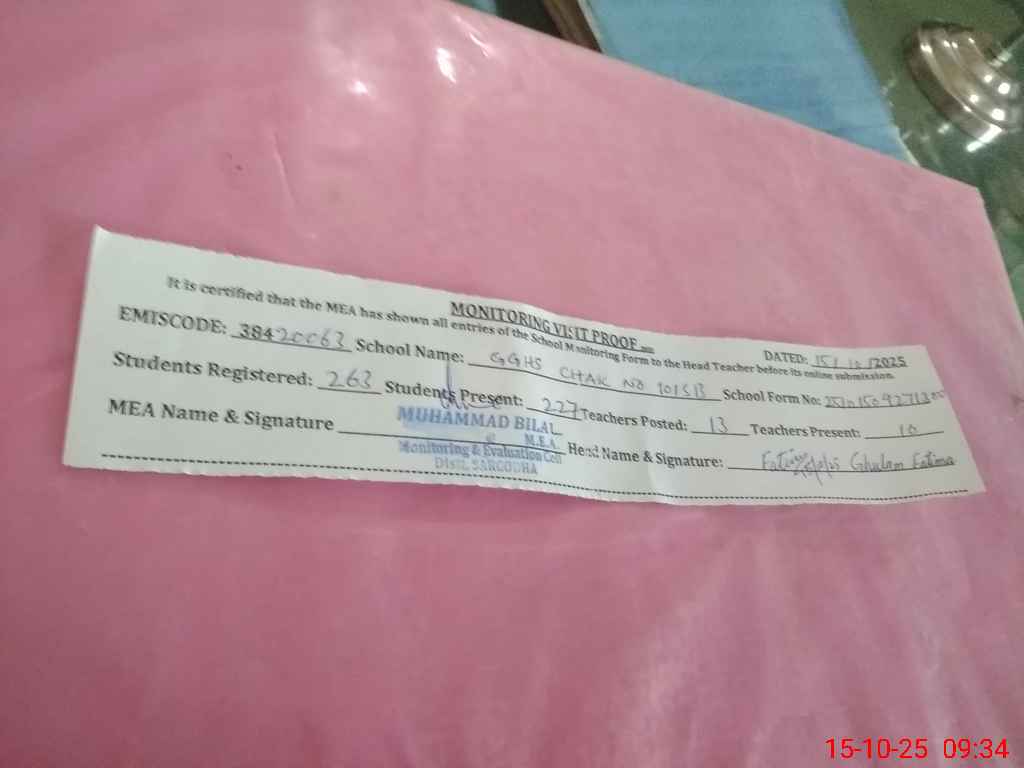 MONITORING VISIT PROOF
DATED: 15/10/2025
It is certified that the MEA has shown all entries of the School Monitoring Form to the Head Teacher before its online submission.
EMISCODE: 38420063 School Name: GGHS CHAK NO 101SB School Form No:
Students Registered: 263 Students Present: 227 Teachers Posted: 13 Teachers Present: 10
MEA Name & Signature MUHAMMAD BILAL Head Name & Signature: Ghulam Fatima
M.E.A.
Monitoring & Evaluation Cell
Distt. SARGODHA
15-10-25 09:34